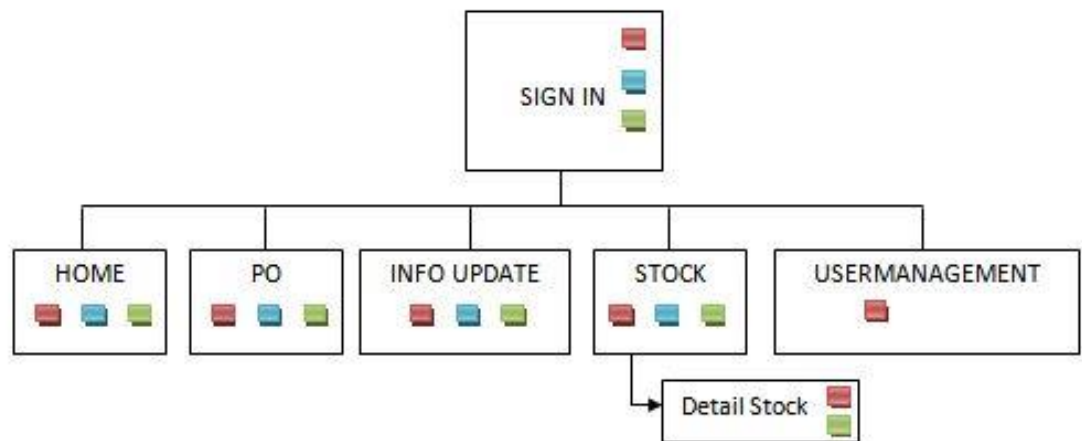 SIGN IN
HOME
PO
INFO UPDATE
STOCK
USERMANAGEMENT
Detail Stock